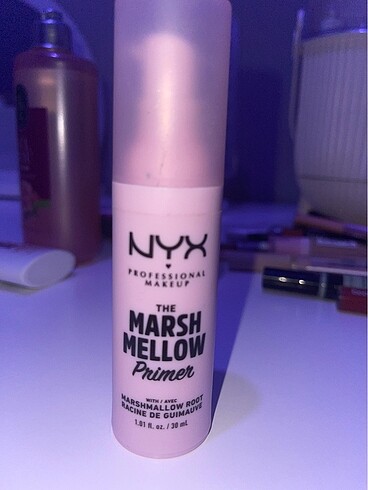 NYX
PROFESSIONAL
MAKEUP
THE
MARSH
MELLOW
Primer
WITH / AVEC
MARSHMALLOW ROOT
RACINE DE GUIMAUVE
1.01 fl. oz. / 30 mL